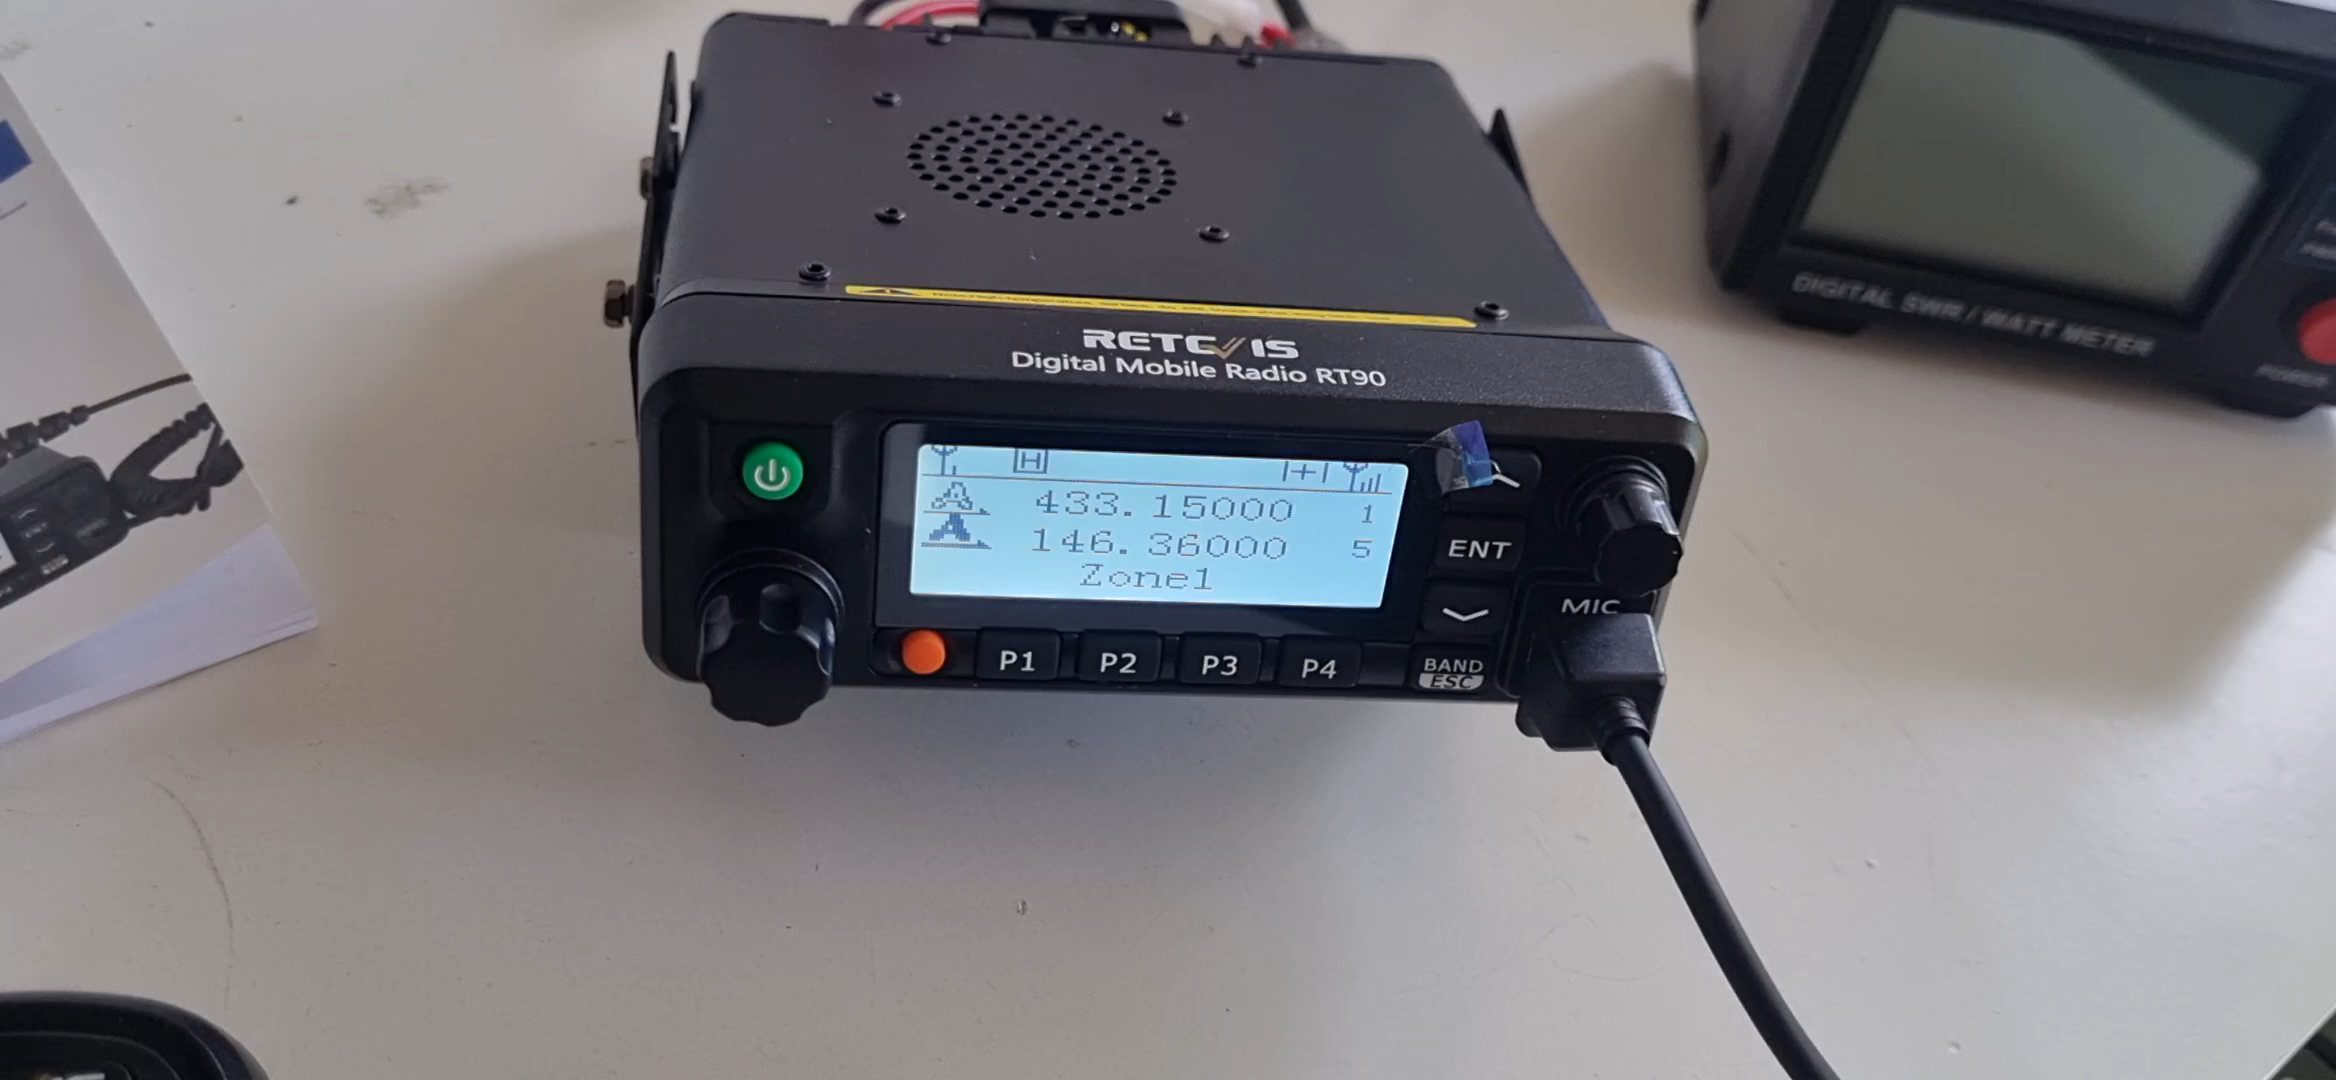 RETEVIS
Digital Mobile Radio RT90
H
A 433.15000 1
A 146.36000 5
Zone1
ENT
MIC
P1 P2 P3 P4
BAND
ESC
DIGITAL SWR / WATT METER
POWER